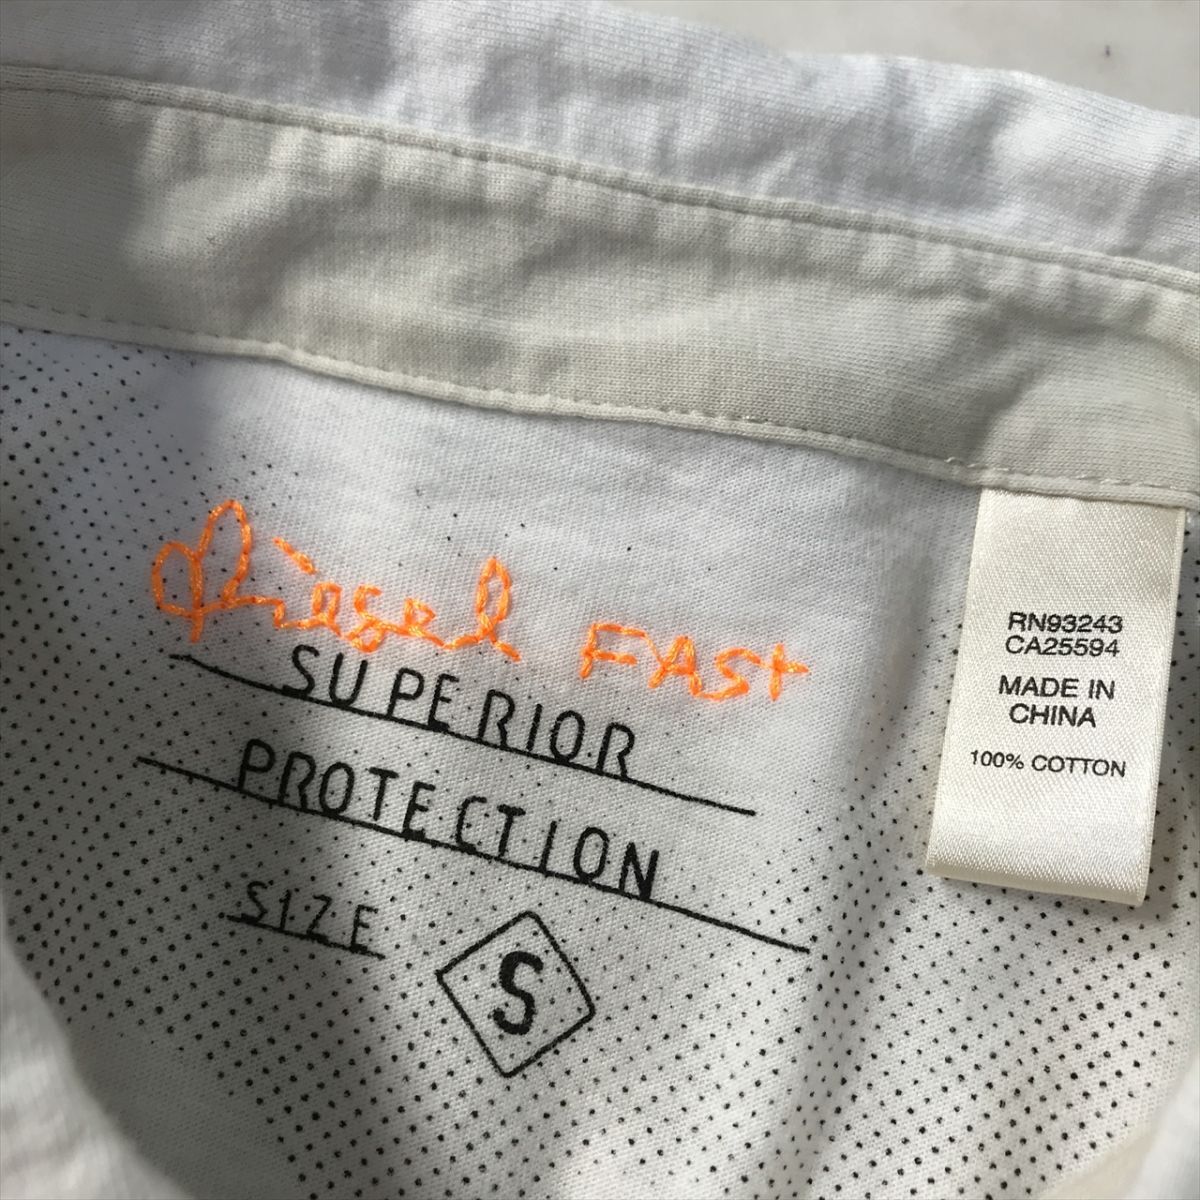 Diesel FAST
SUPERIOR
PROTECTION
SIZE S
RN93243
CA25594
MADE IN
CHINA
100% COTTON